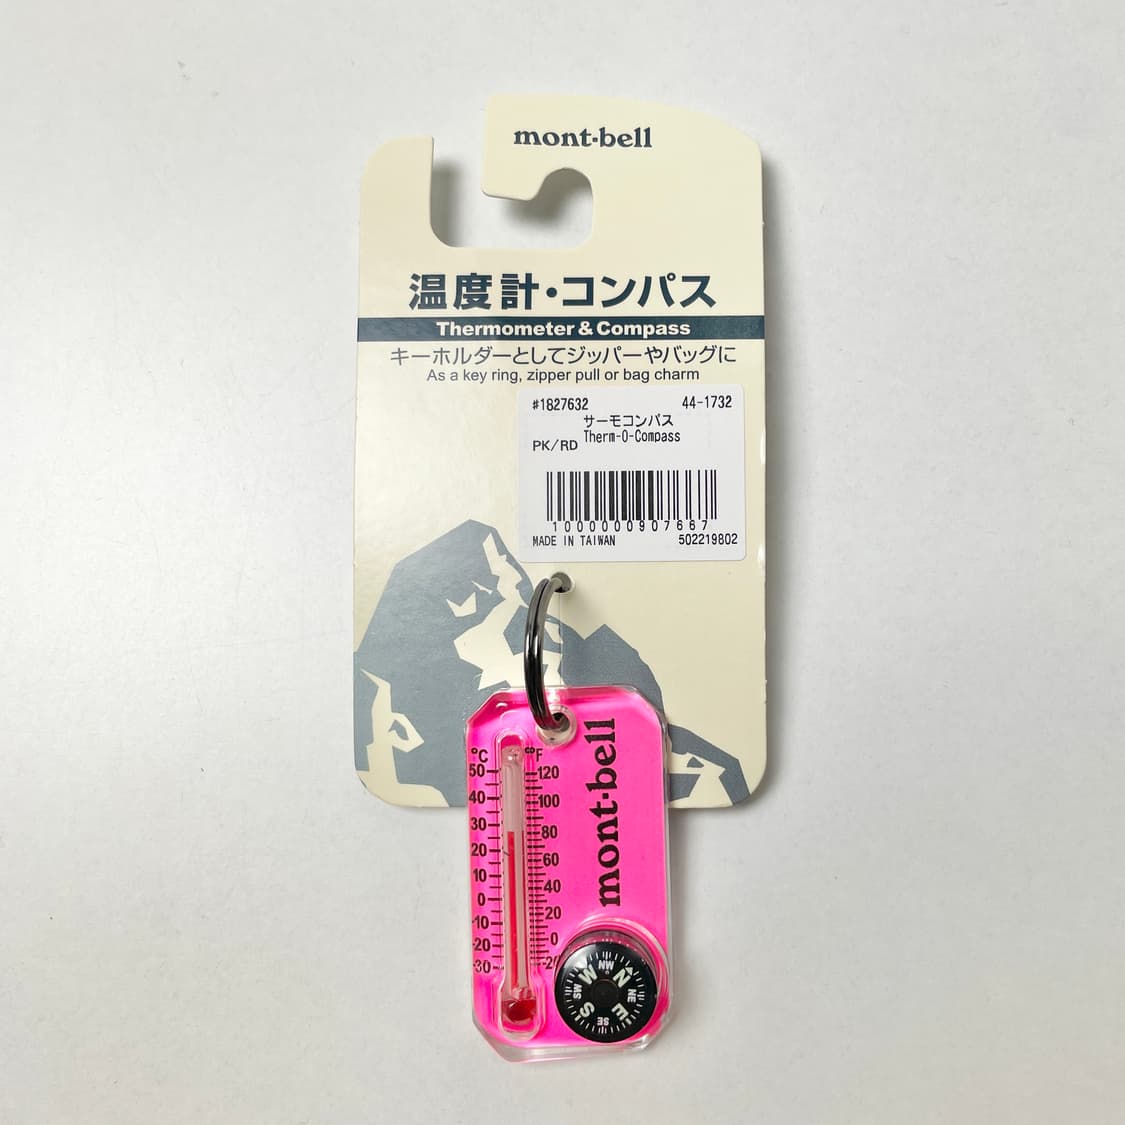 mont-bell
温度計・コンパス
Thermometer & Compass
キーホルダーとしてジッパーやバッグに
As a key ring, zipper pull or bag charm
#1827632 44-1732
サーモコンパス
Therm-O-Compass
PK/RD
1000000907667
MADE IN TAIWAN 502219802
°C °F
50 120
40 100
30 80
20 60
10 40
0 20
-10 0
-20 -20
-30
mont-bell
N
NE
E
SE
S
SW
W
NW